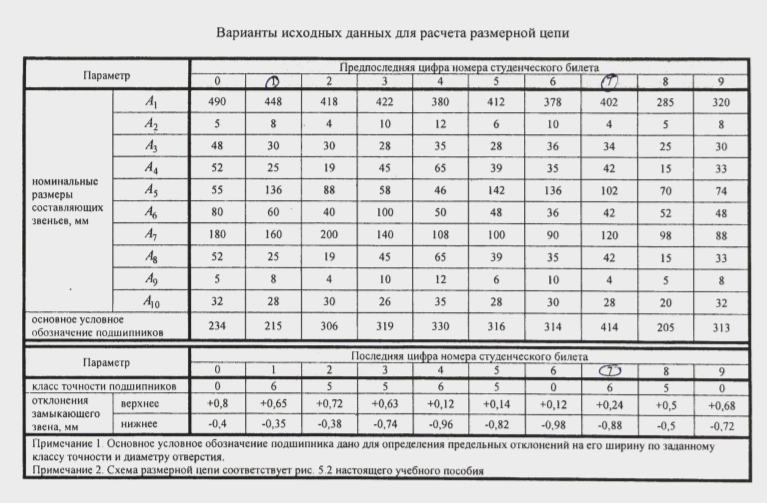 Варианты исходных данных для расчета размерной цепи
Параметр Предпоследняя цифра номера студенческого билета
0 1 2 3 4 5 6 7 8 9
номинальные размеры составляющих звеньев, мм
A1 490 448 418 422 380 412 378 402 285 320
A2 5 8 4 10 12 6 10 4 5 8
A3 48 30 30 28 35 28 36 34 25 30
A4 52 25 19 45 65 39 35 42 15 33
A5 55 136 88 58 46 142 136 102 70 74
A6 80 60 40 100 50 48 36 42 52 48
A7 180 160 200 140 108 100 90 120 98 88
A8 52 25 19 45 65 39 35 42 15 33
A9 5 8 4 10 12 6 10 4 5 8
A10 32 28 30 26 35 28 30 28 20 32
основное условное
обозначение подшипников 234 215 306 319 330 316 314 414 205 313
Параметр Последняя цифра номера студенческого билета
0 1 2 3 4 5 6 7 8 9
класс точности подшипников 0 6 5 5 6 5 0 6 5 0
отклонения замыкающего звена, мм
верхнее +0,8 +0,65 +0,72 +0,63 +0,12 +0,14 +0,12 +0,24 +0,5 +0,68
нижнее -0,4 -0,35 -0,38 -0,74 -0,96 -0,82 -0,98 -0,88 -0,5 -0,72
Примечание 1. Основное условное обозначение подшипника дано для определения предельных отклонений на его ширину по заданному
классу точности и диаметру отверстия.
Примечание 2. Схема размерной цепи соответствует рис. 5.2 настоящего учебного пособия